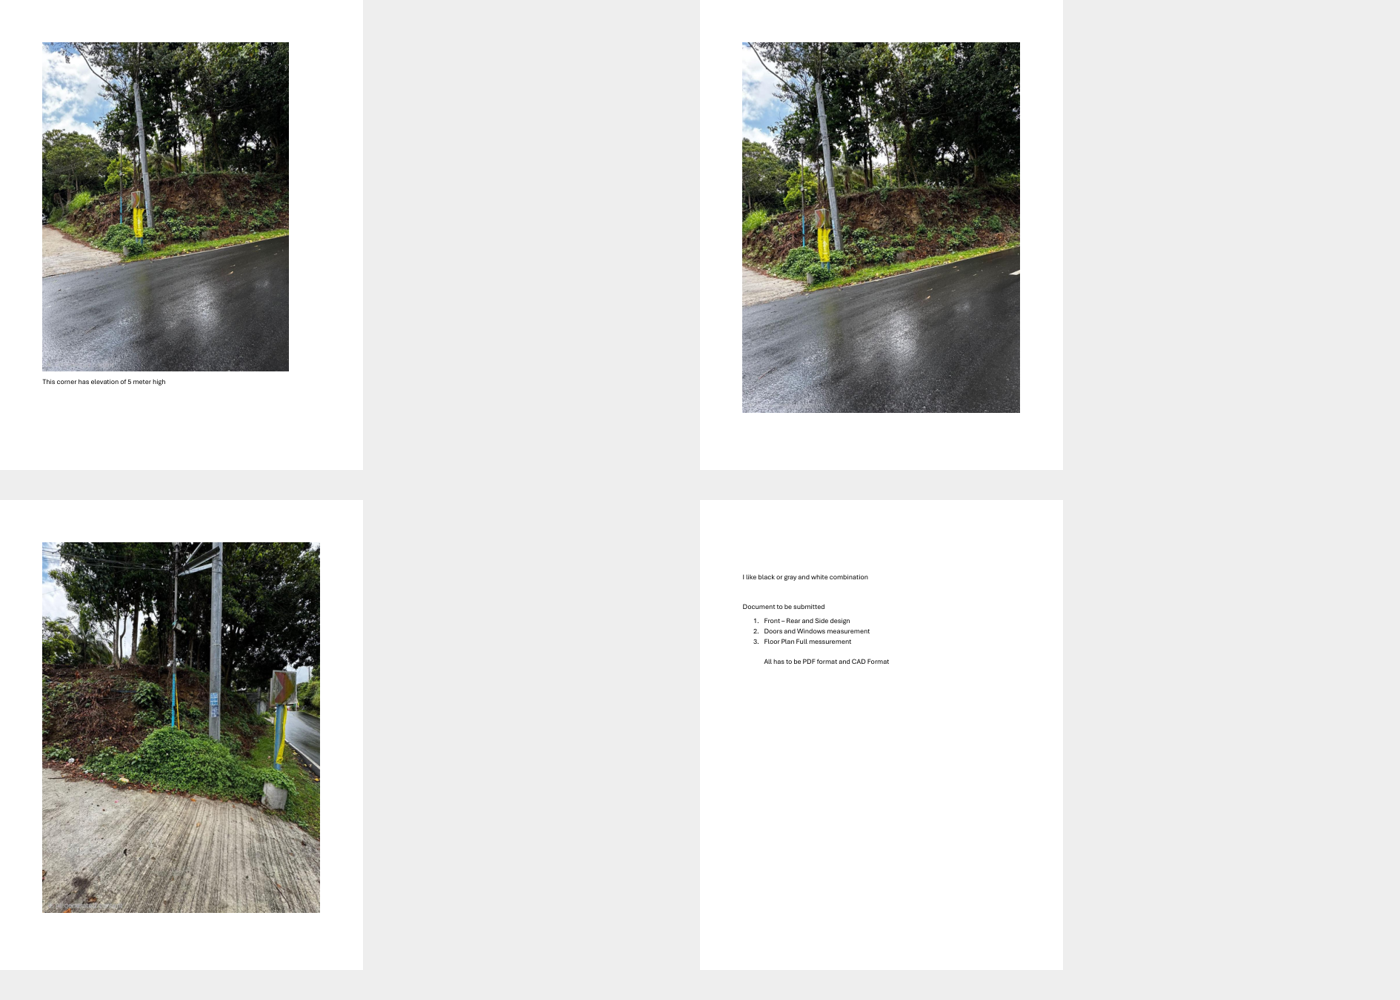 This corner has elevation of 5 meter high
I like black or gray and white combination
Document to be submitted
1. Front – Rear and Side design
2. Doors and Windows measurement
3. Floor Plan Full messurement
All has to be PDF format and CAD Format